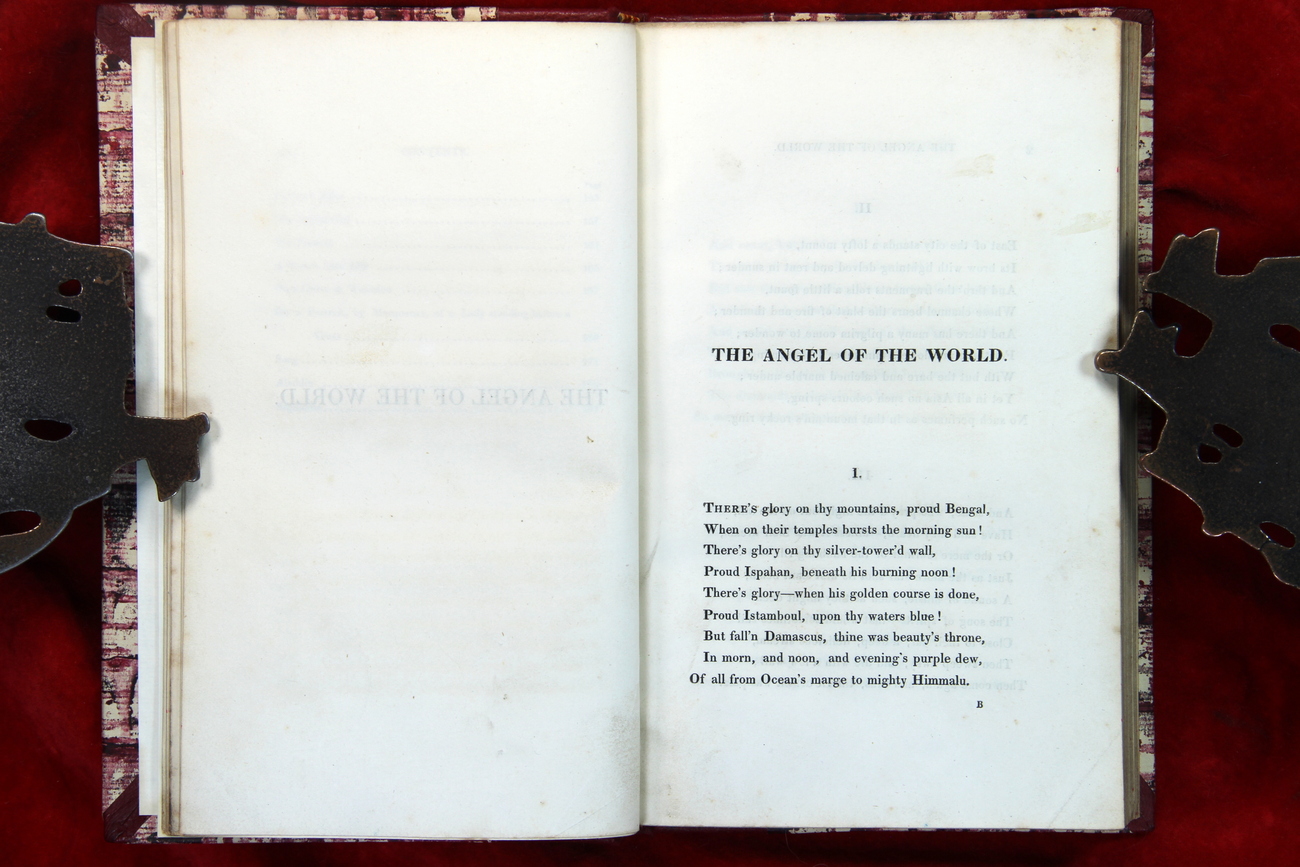 THE ANGEL OF THE WORLD.
I.
THERE'S glory on thy mountains, proud Bengal,
When on their temples bursts the morning sun!
There's glory on thy silver-tower'd wall,
Proud Ispahan, beneath his burning noon!
There's glory—when his golden course is done,
Proud Istamboul, upon thy waters blue!
But fall'n Damascus, thine was beauty's throne,
In morn, and noon, and evening's purple dew,
Of all from Ocean's marge to mighty Himmalu.
B